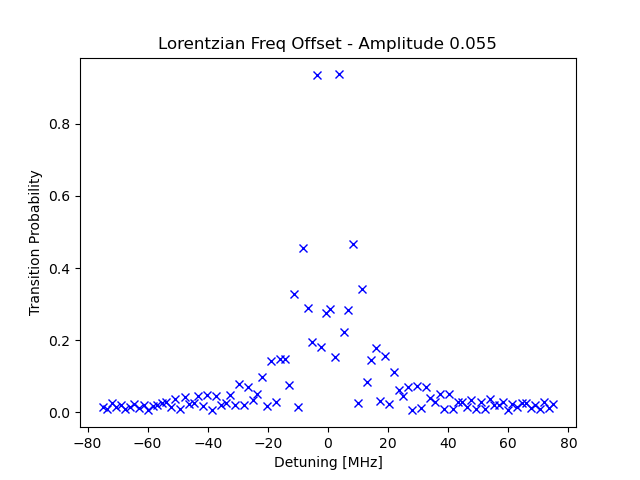 Lorentzian Freq Offset - Amplitude 0.055
Transition Probability
0.8
0.6
0.4
0.2
0.0
−80 −60 −40 −20 0 20 40 60 80
Detuning [MHz]